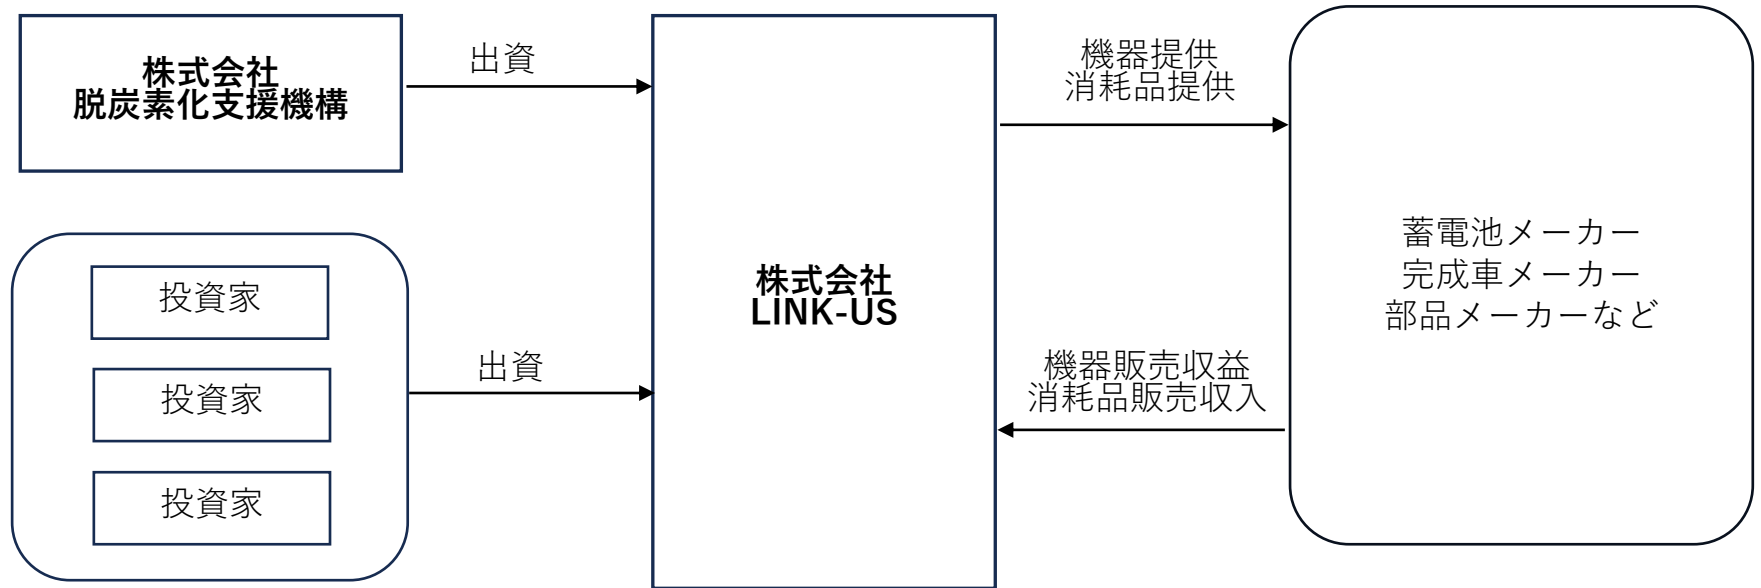 株式会社
脱炭素化支援機構
出資
投資家
投資家
投資家
出資
株式会社
LINK-US
機器提供
消耗品提供
機器販売収益
消耗品販売収入
蓄電池メーカー
完成車メーカー
部品メーカーなど